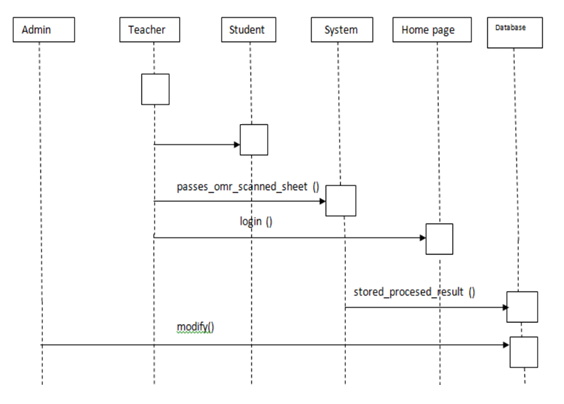 Admin
Teacher
Student
System
Home page
Database
passes_omr_scanned_sheet ()
login ()
stored_procesed_result ()
modify()